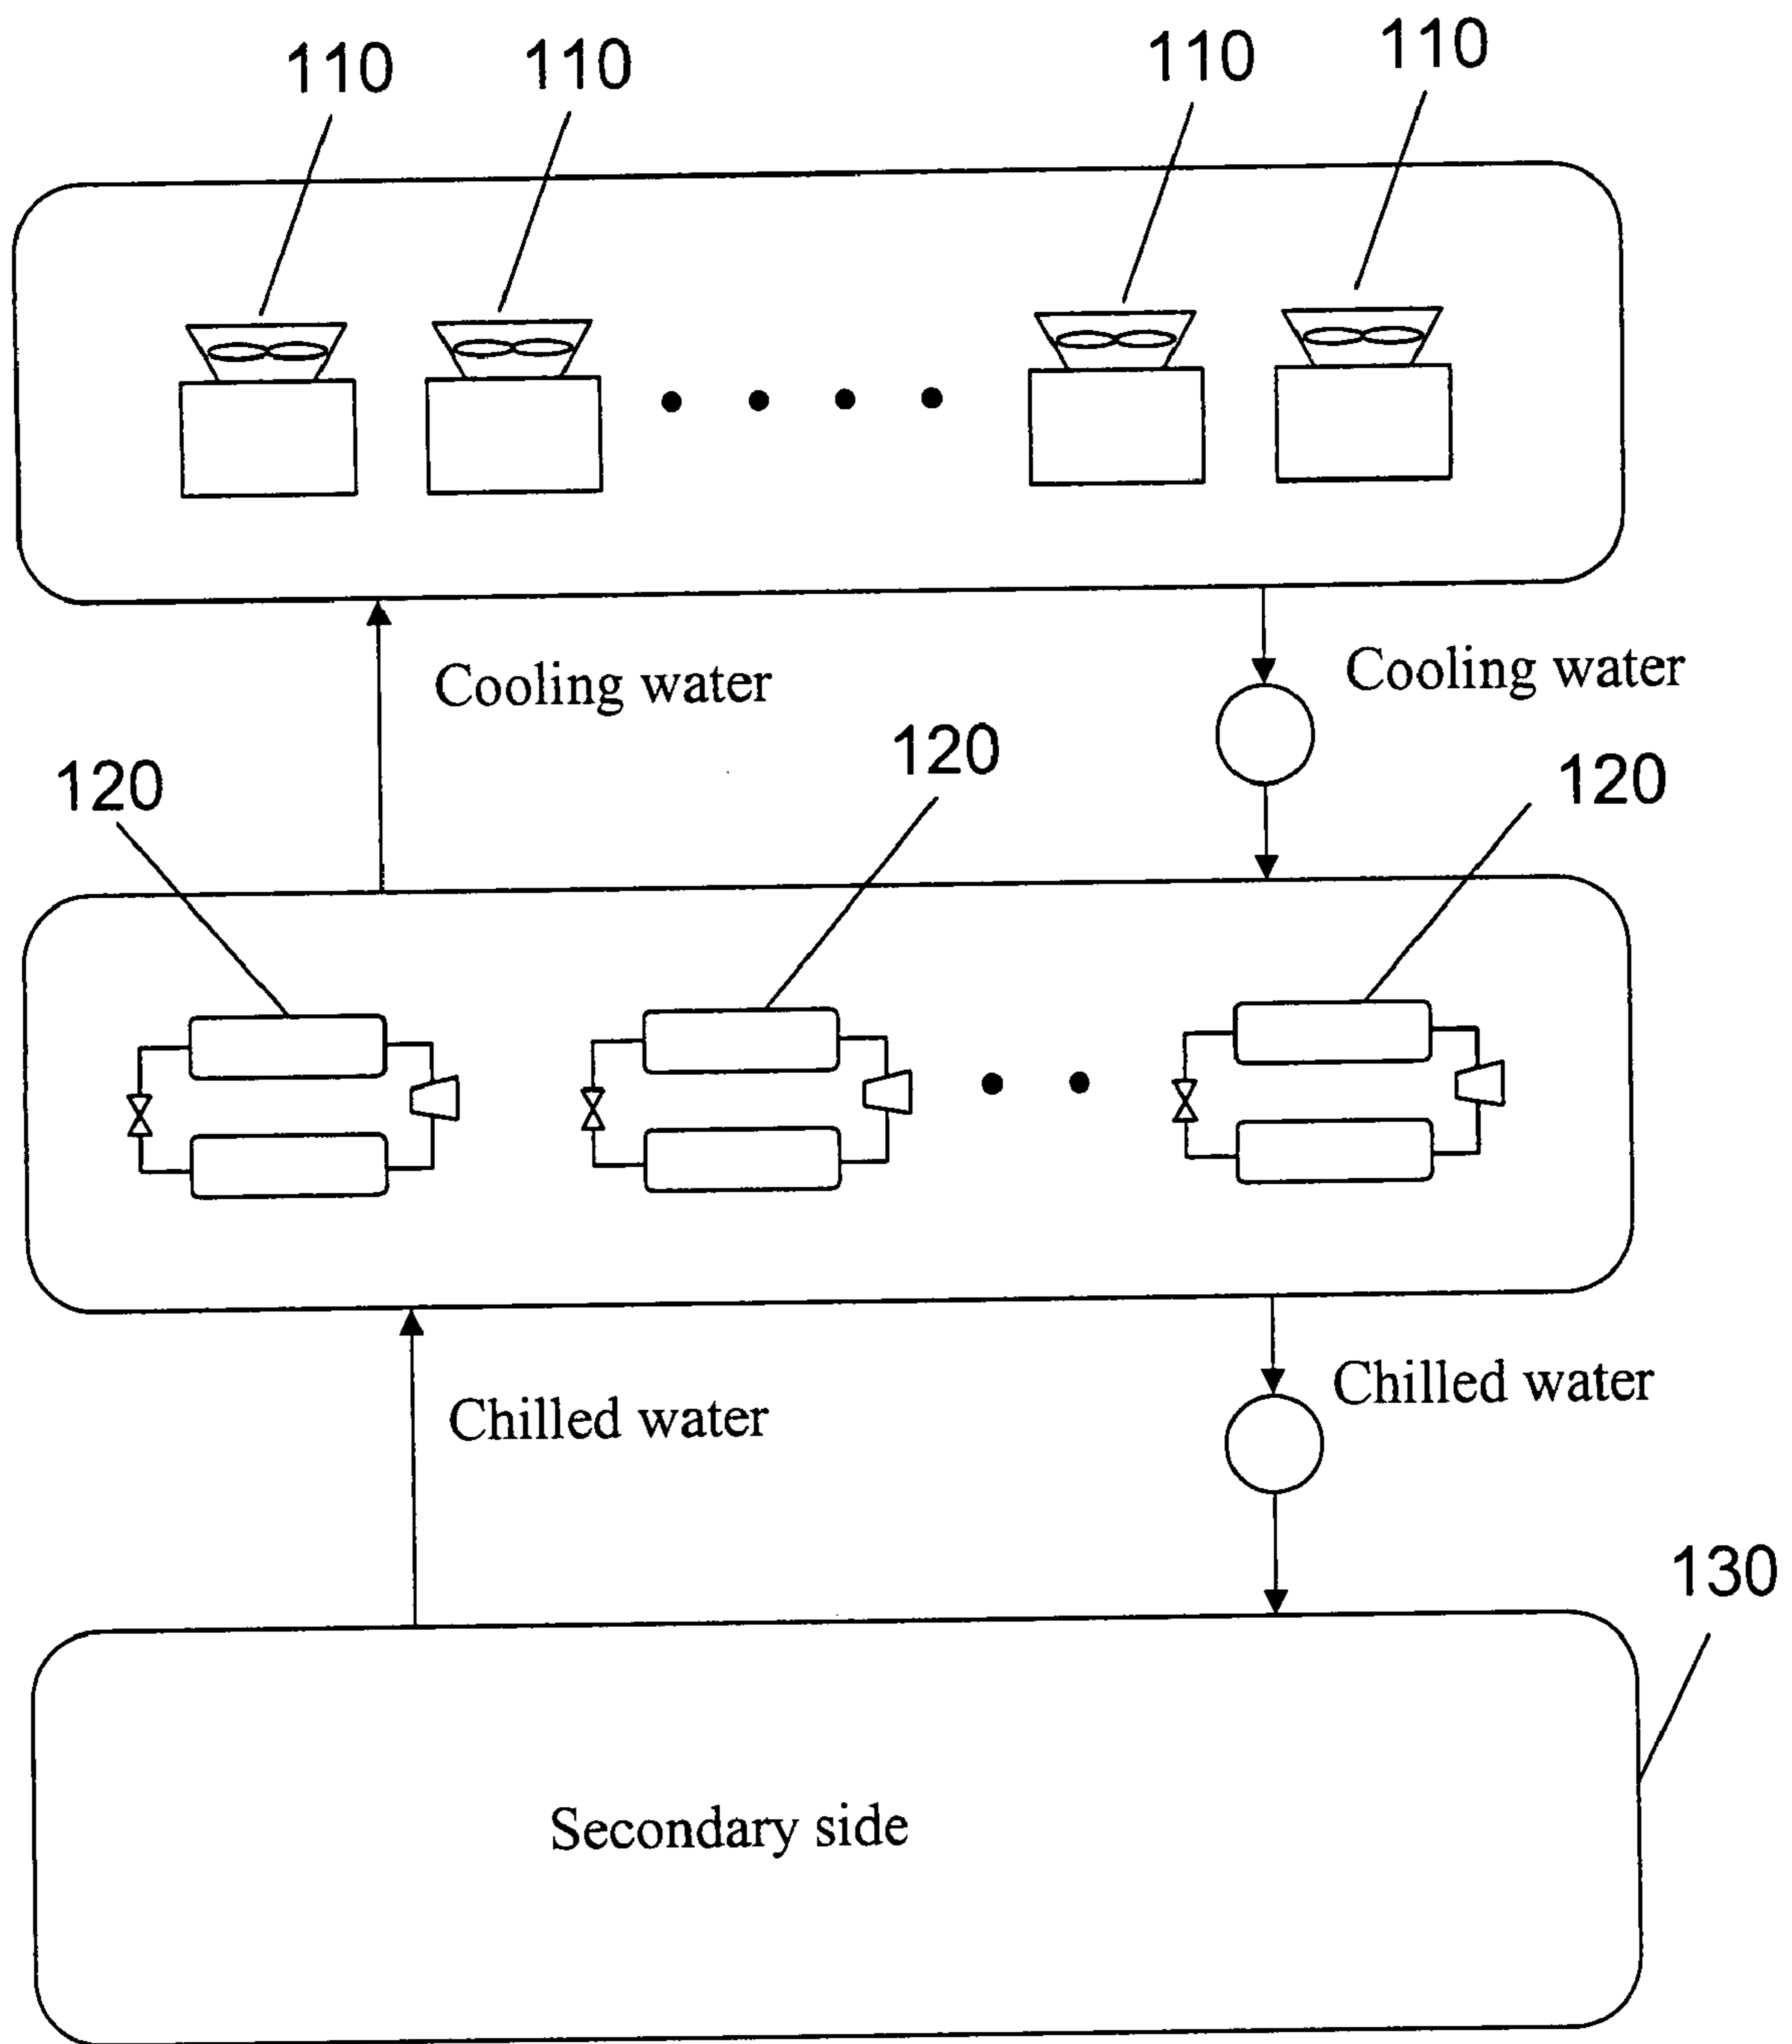 110 110 110 110
Cooling water Cooling water
120 120 120
Chilled water Chilled water
130
Secondary side